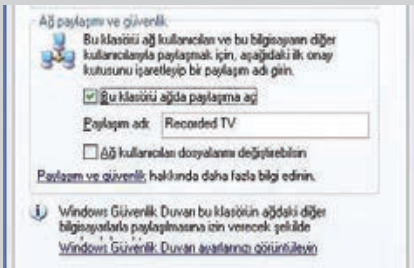 Ağ paylaşımı ve güvenlik
Bu klasörü ağ kullanıcıları ve bu bilgisayarın diğer
kullanıcılarıyla paylaşmak için, aşağıdaki ilk onay
kutusunu işaretleyip bir paylaşım adı girin.
Bu klasörü ağda paylaşıma aç
Paylaşım adı: Recorded TV
Ağ kullanıcıları dosyalarımı değiştirebilsin
Paylaşım ve güvenlik hakkında daha fazla bilgi edinin.
Windows Güvenlik Duvarı bu klasörün ağdaki diğer
bilgisayarlarla paylaşılmasına izin verecek şekilde
Windows Güvenlik Duvarı ayarlarınızı görüntüleyin